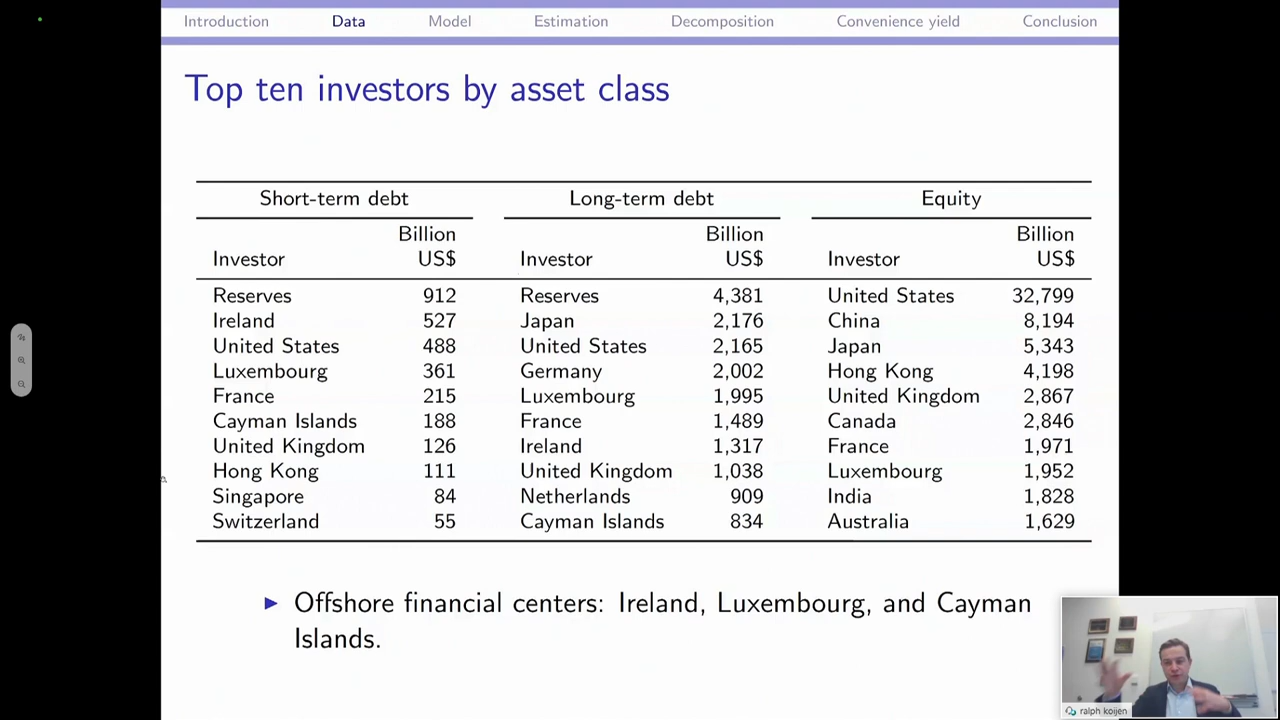 Introduction Data Model Estimation Decomposition Convenience yield Conclusion
Top ten investors by asset class
Short-term debt Long-term debt Equity
Billion Billion Billion
Investor US$ Investor US$ Investor US$
Reserves 912 Reserves 4,381 United States 32,799
Ireland 527 Japan 2,176 China 8,194
United States 488 United States 2,165 Japan 5,343
Luxembourg 361 Germany 2,002 Hong Kong 4,198
France 215 Luxembourg 1,995 United Kingdom 2,867
Cayman Islands 188 France 1,489 Canada 2,846
United Kingdom 126 Ireland 1,317 France 1,971
Hong Kong 111 United Kingdom 1,038 Luxembourg 1,952
Singapore 84 Netherlands 909 India 1,828
Switzerland 55 Cayman Islands 834 Australia 1,629
Offshore financial centers: Ireland, Luxembourg, and Cayman
Islands.
ralph koijen